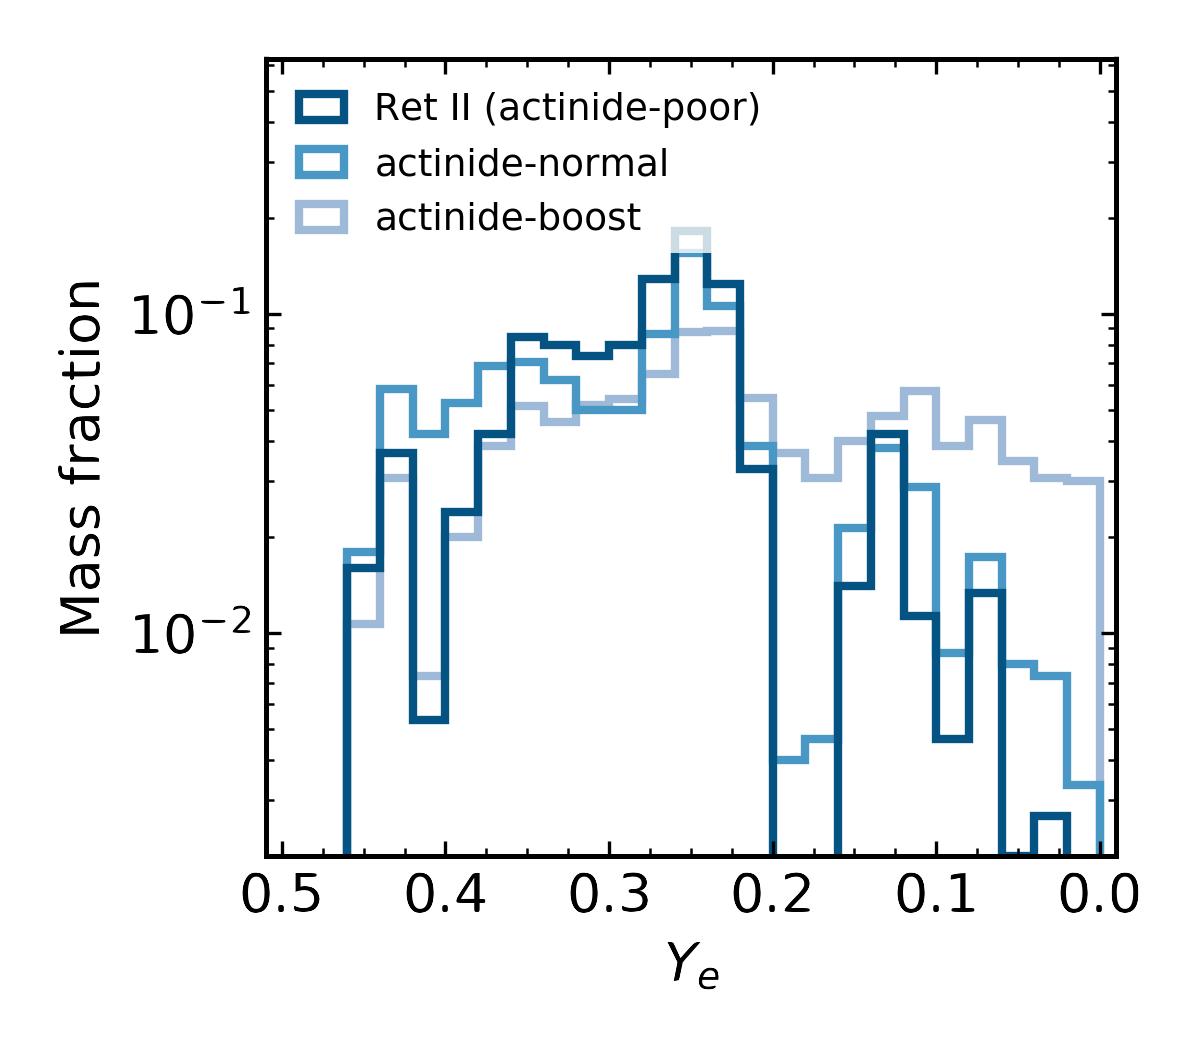 Ret II (actinide-poor)
actinide-normal
actinide-boost
Mass fraction
10⁻¹
10⁻²
0.5 0.4 0.3 0.2 0.1 0.0
Yₑ